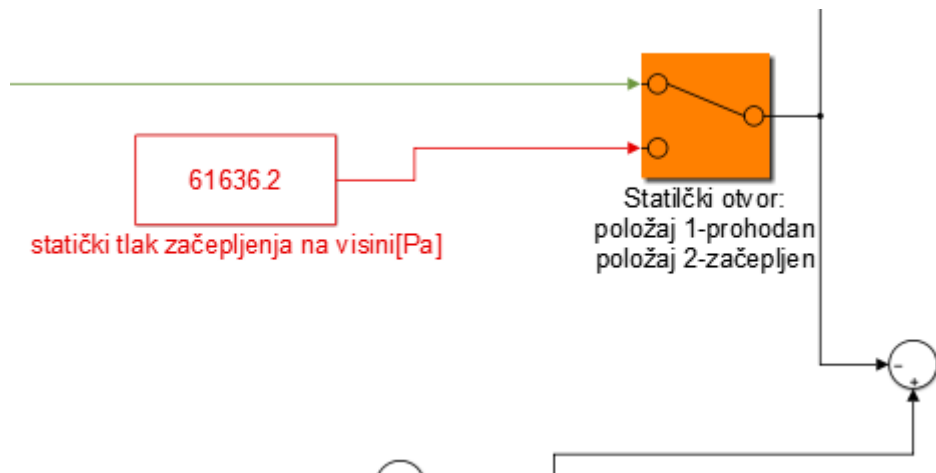 61636.2
statički tlak začepljenja na visini[Pa]
Statilčki otvor:
položaj 1-prohodan
položaj 2-začepljen
−
+